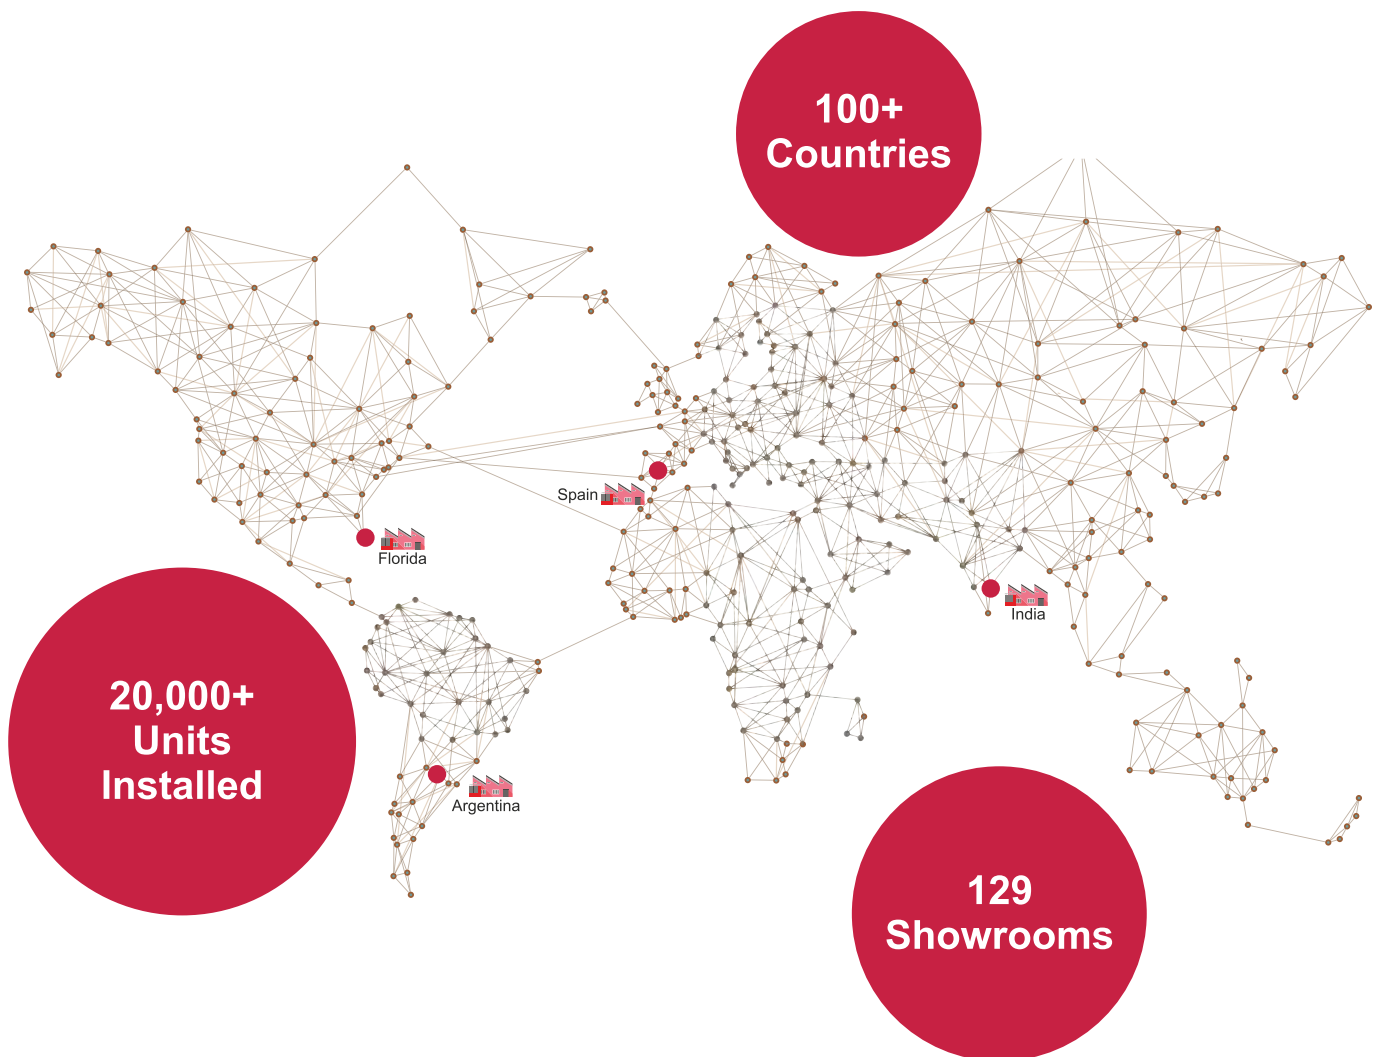 100+
Countries
Spain
Florida
India
20,000+
Units
Installed
Argentina
129
Showrooms